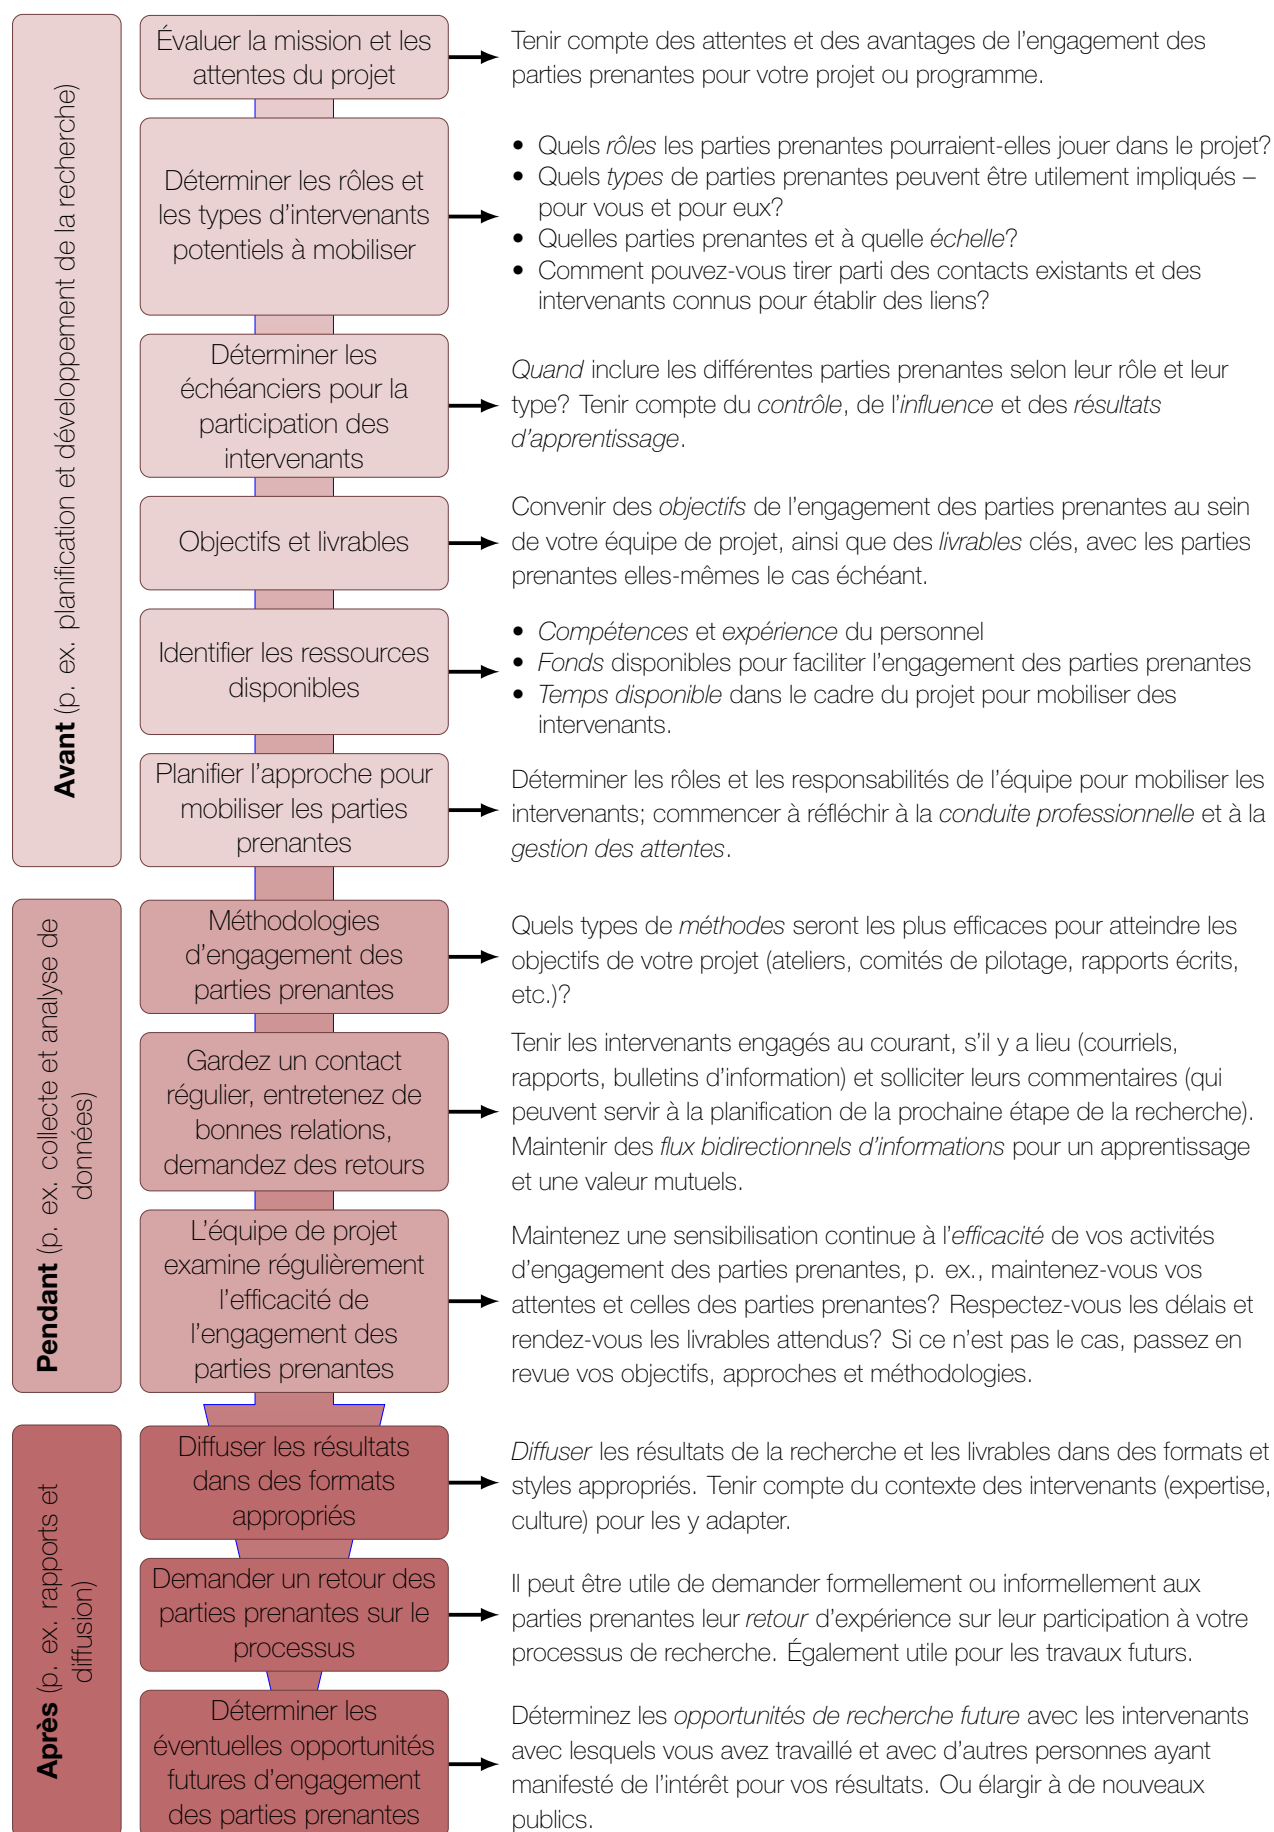 Avant (p. ex. planification et développement de la recherche)
Évaluer la mission et les
attentes du projet
Tenir compte des attentes et des avantages de l'engagement des
parties prenantes pour votre projet ou programme.
Déterminer les rôles et
les types d'intervenants
potentiels à mobiliser
• Quels rôles les parties prenantes pourraient-elles jouer dans le projet?
• Quels types de parties prenantes peuvent être utilement impliqués –
pour vous et pour eux?
• Quelles parties prenantes et à quelle échelle?
• Comment pouvez-vous tirer parti des contacts existants et des
intervenants connus pour établir des liens?
Déterminer les
échéanciers pour la
participation des
intervenants
Quand inclure les différentes parties prenantes selon leur rôle et leur
type? Tenir compte du contrôle, de l'influence et des résultats
d'apprentissage.
Objectifs et livrables
Convenir des objectifs de l'engagement des parties prenantes au sein
de votre équipe de projet, ainsi que des livrables clés, avec les parties
prenantes elles-mêmes le cas échéant.
Identifier les ressources
disponibles
• Compétences et expérience du personnel
• Fonds disponibles pour faciliter l'engagement des parties prenantes
• Temps disponible dans le cadre du projet pour mobiliser des
intervenants.
Planifier l'approche pour
mobiliser les parties
prenantes
Déterminer les rôles et les responsabilités de l'équipe pour mobiliser les
intervenants; commencer à réfléchir à la conduite professionnelle et à la
gestion des attentes.
Pendant (p. ex. collecte et analyse de
données)
Méthodologies
d'engagement des
parties prenantes
Quels types de méthodes seront les plus efficaces pour atteindre les
objectifs de votre projet (ateliers, comités de pilotage, rapports écrits,
etc.)?
Gardez un contact
régulier, entretenez de
bonnes relations,
demandez des retours
Tenir les intervenants engagés au courant, s'il y a lieu (courriels,
rapports, bulletins d'information) et solliciter leurs commentaires (qui
peuvent servir à la planification de la prochaine étape de la recherche).
Maintenir des flux bidirectionnels d'informations pour un apprentissage
et une valeur mutuels.
L'équipe de projet
examine régulièrement
l'efficacité de
l'engagement des
parties prenantes
Maintenez une sensibilisation continue à l'efficacité de vos activités
d'engagement des parties prenantes, p. ex., maintenez-vous vos
attentes et celles des parties prenantes? Respectez-vous les délais et
rendez-vous les livrables attendus? Si ce n'est pas le cas, passez en
revue vos objectifs, approches et méthodologies.
Après (p. ex. rapports et
diffusion)
Diffuser les résultats
dans des formats
appropriés
Diffuser les résultats de la recherche et les livrables dans des formats et
styles appropriés. Tenir compte du contexte des intervenants (expertise,
culture) pour les y adapter.
Demander un retour des
parties prenantes sur le
processus
Il peut être utile de demander formellement ou informellement aux
parties prenantes leur retour d'expérience sur leur participation à votre
processus de recherche. Également utile pour les travaux futurs.
Déterminer les
éventuelles opportunités
futures d'engagement
des parties prenantes
Déterminez les opportunités de recherche future avec les intervenants
avec lesquels vous avez travaillé et avec d'autres personnes ayant
manifesté de l'intérêt pour vos résultats. Ou élargir à de nouveaux
publics.